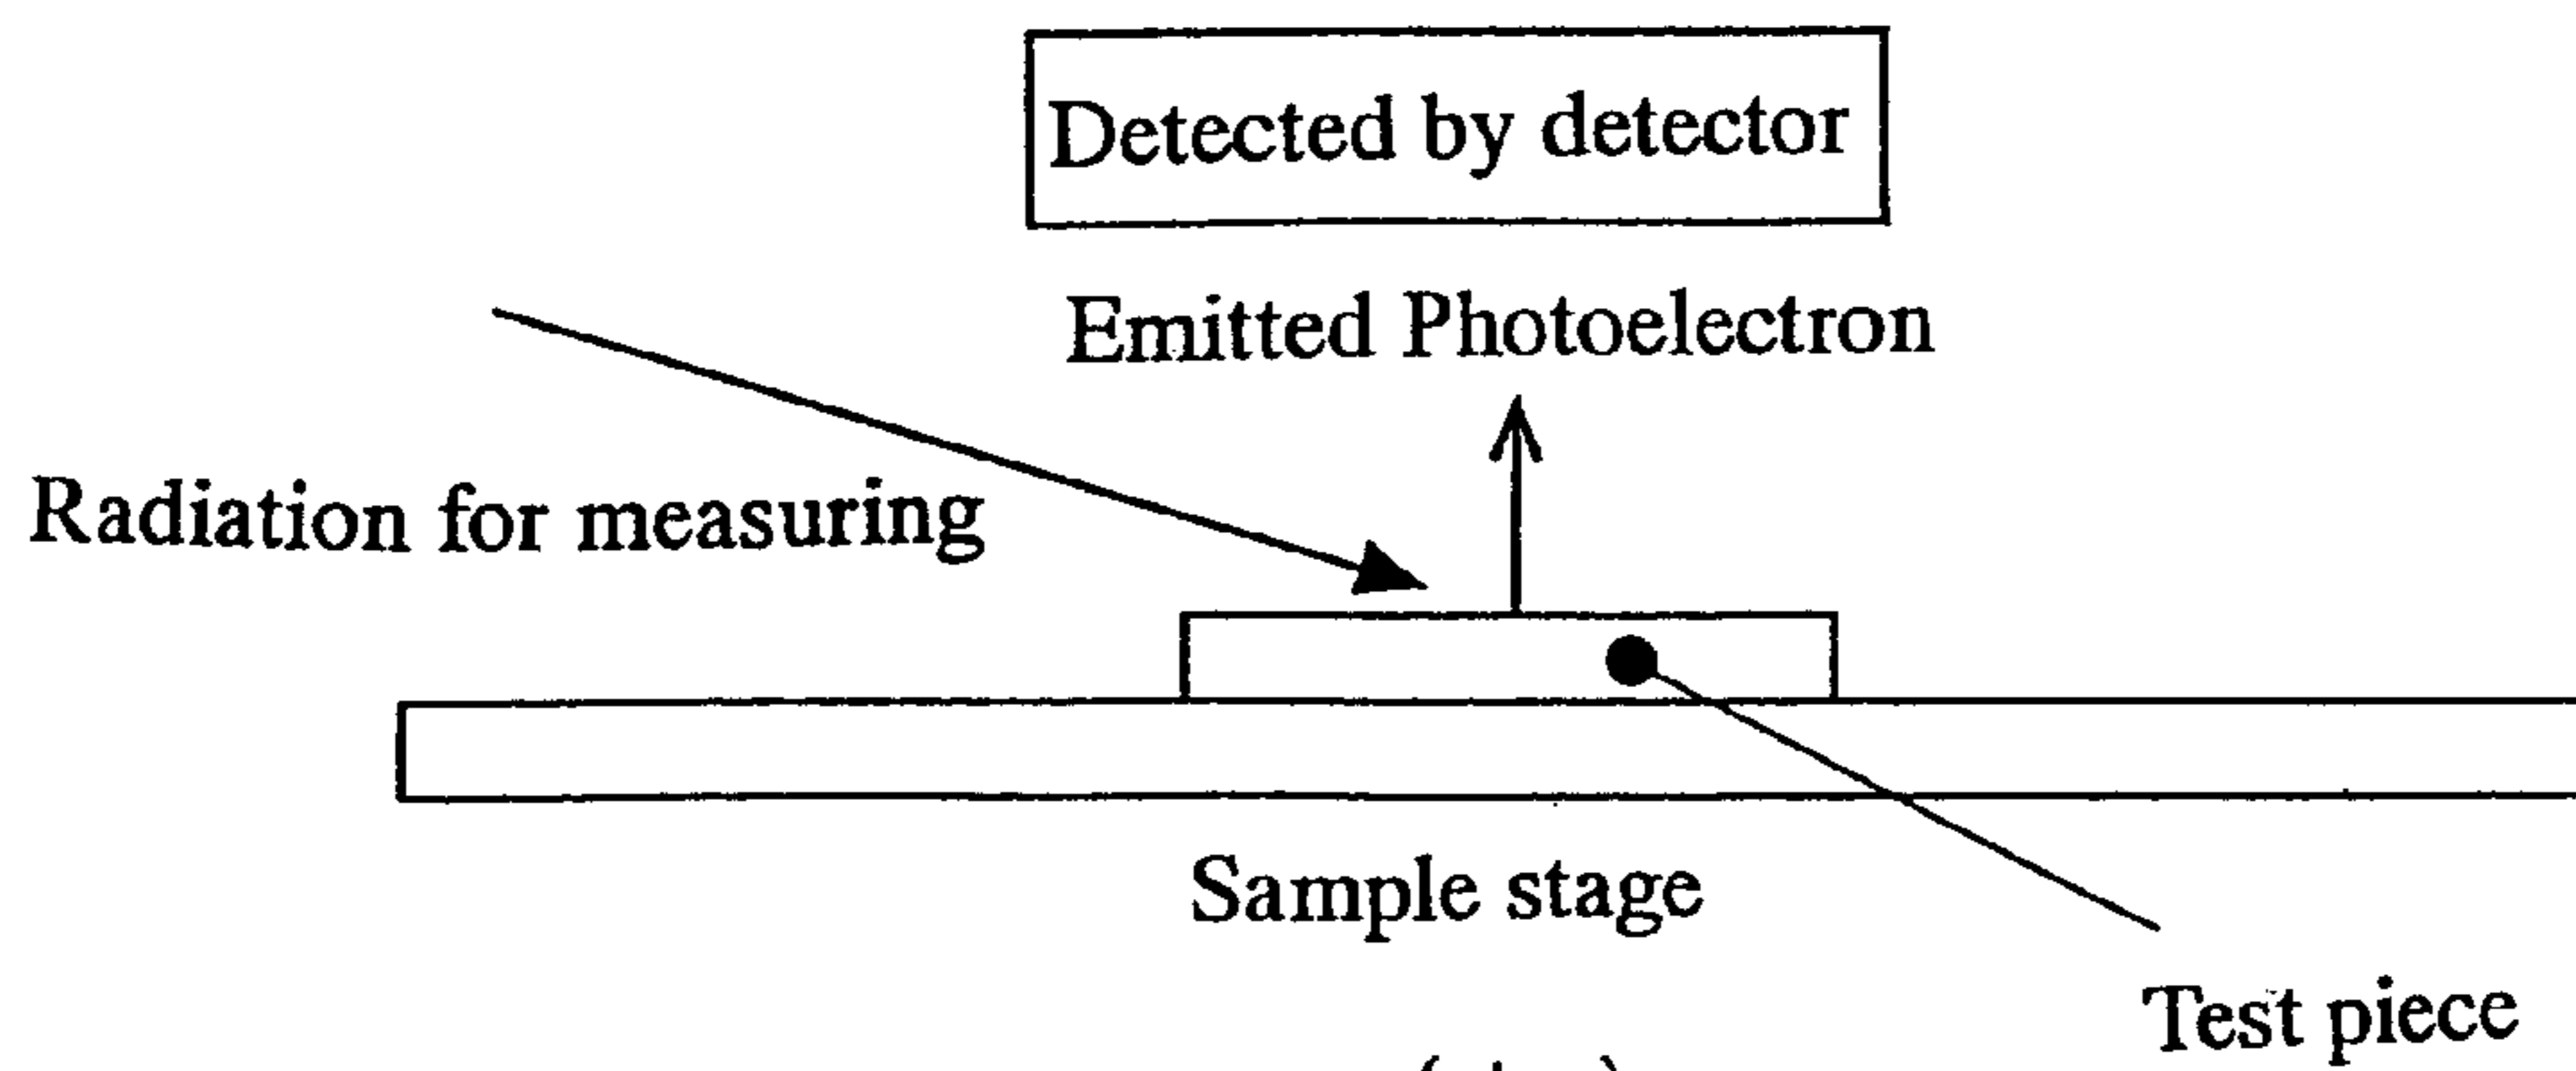 Detected by detector
Emitted Photoelectron
Radiation for measuring
Sample stage
Test piece